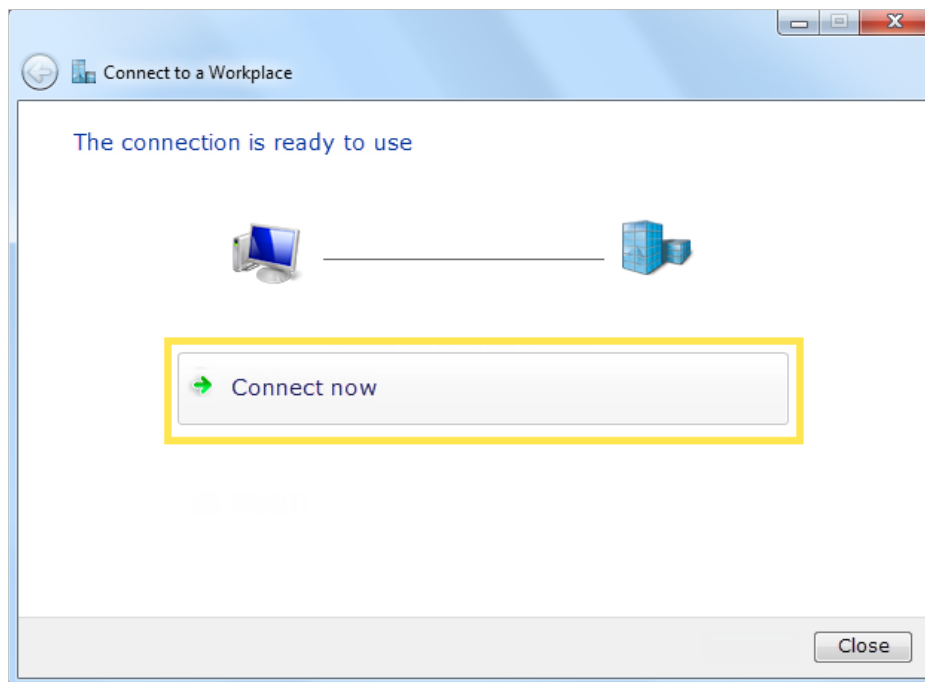 Connect to a Workplace
The connection is ready to use
Connect now
Close